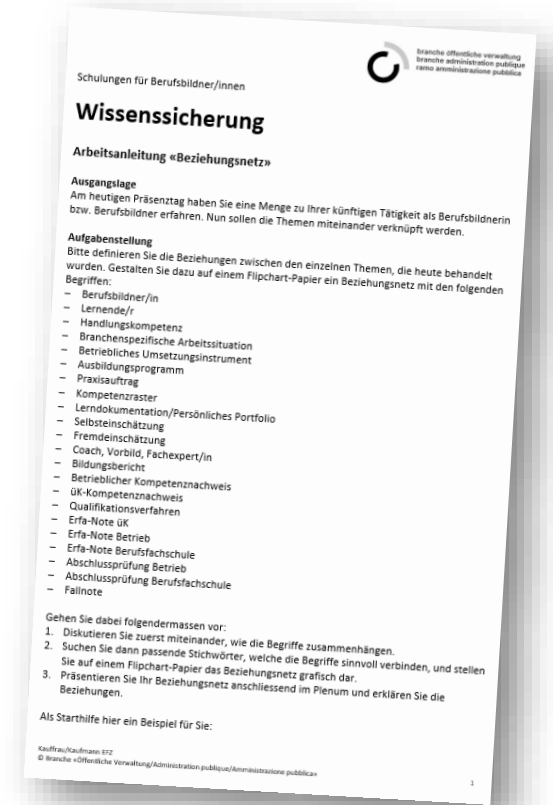 branche öffentliche verwaltung
branche administration publique
ramo amministrazione pubblica
Schulungen für Berufsbildner/innen
Wissenssicherung
Arbeitsanleitung «Beziehungsnetz»
Ausgangslage
Am heutigen Präsenztag haben Sie eine Menge zu Ihrer künftigen Tätigkeit als Berufsbildnerin
bzw. Berufsbildner erfahren. Nun sollen die Themen miteinander verknüpft werden.
Aufgabenstellung
Bitte definieren Sie die Beziehungen zwischen den einzelnen Themen, die heute behandelt
wurden. Gestalten Sie dazu auf einem Flipchart-Papier ein Beziehungsnetz mit den folgenden
Begriffen:
– Berufsbildner/in
– Lernende/r
– Handlungskompetenz
– Branchenspezifische Arbeitssituation
– Betriebliches Umsetzungsinstrument
– Ausbildungsprogramm
– Praxisauftrag
– Kompetenzraster
– Lerndokumentation/Persönliches Portfolio
– Selbsteinschätzung
– Fremdeinschätzung
– Coach, Vorbild, Fachexpert/in
– Bildungsbericht
– Betrieblicher Kompetenznachweis
– üK-Kompetenznachweis
– Qualifikationsverfahren
– Erfa-Note üK
– Erfa-Note Betrieb
– Erfa-Note Berufsfachschule
– Abschlussprüfung Betrieb
– Abschlussprüfung Berufsfachschule
– Fallnote
Gehen Sie dabei folgendermassen vor:
1. Diskutieren Sie zuerst miteinander, wie die Begriffe zusammenhängen.
2. Suchen Sie dann passende Stichwörter, welche die Begriffe sinnvoll verbinden, und stellen
Sie auf einem Flipchart-Papier das Beziehungsnetz grafisch dar.
3. Präsentieren Sie Ihr Beziehungsnetz anschliessend im Plenum und erklären Sie die
Beziehungen.
Als Starthilfe hier ein Beispiel für Sie:
Kauffrau/Kaufmann EFZ
© Branche «Öffentliche Verwaltung/Administration publique/Amministrazione pubblica»
1